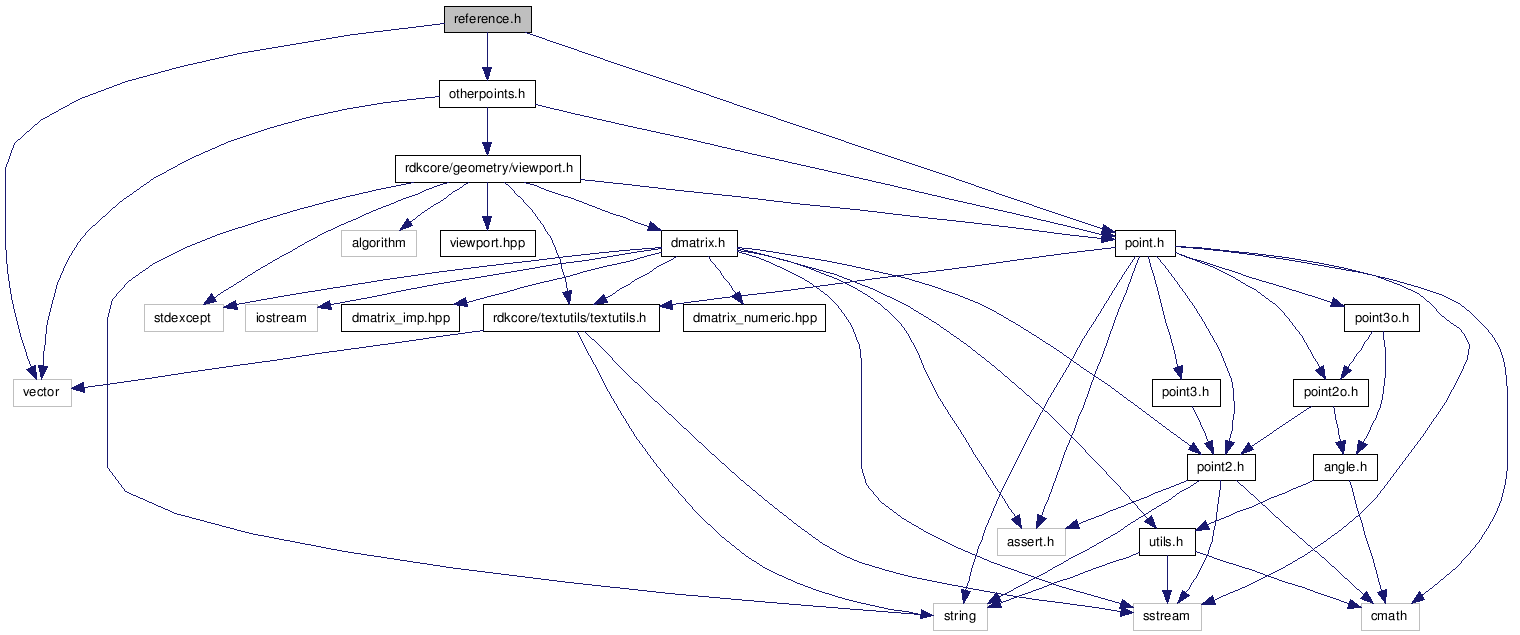 reference.h
otherpoints.h
rdkcore/geometry/viewport.h
algorithm
viewport.hpp
dmatrix.h
point.h
stdexcept
iostream
dmatrix_imp.hpp
rdkcore/textutils/textutils.h
dmatrix_numeric.hpp
point3o.h
vector
point3.h
point2o.h
point2.h
angle.h
assert.h
utils.h
string
sstream
cmath